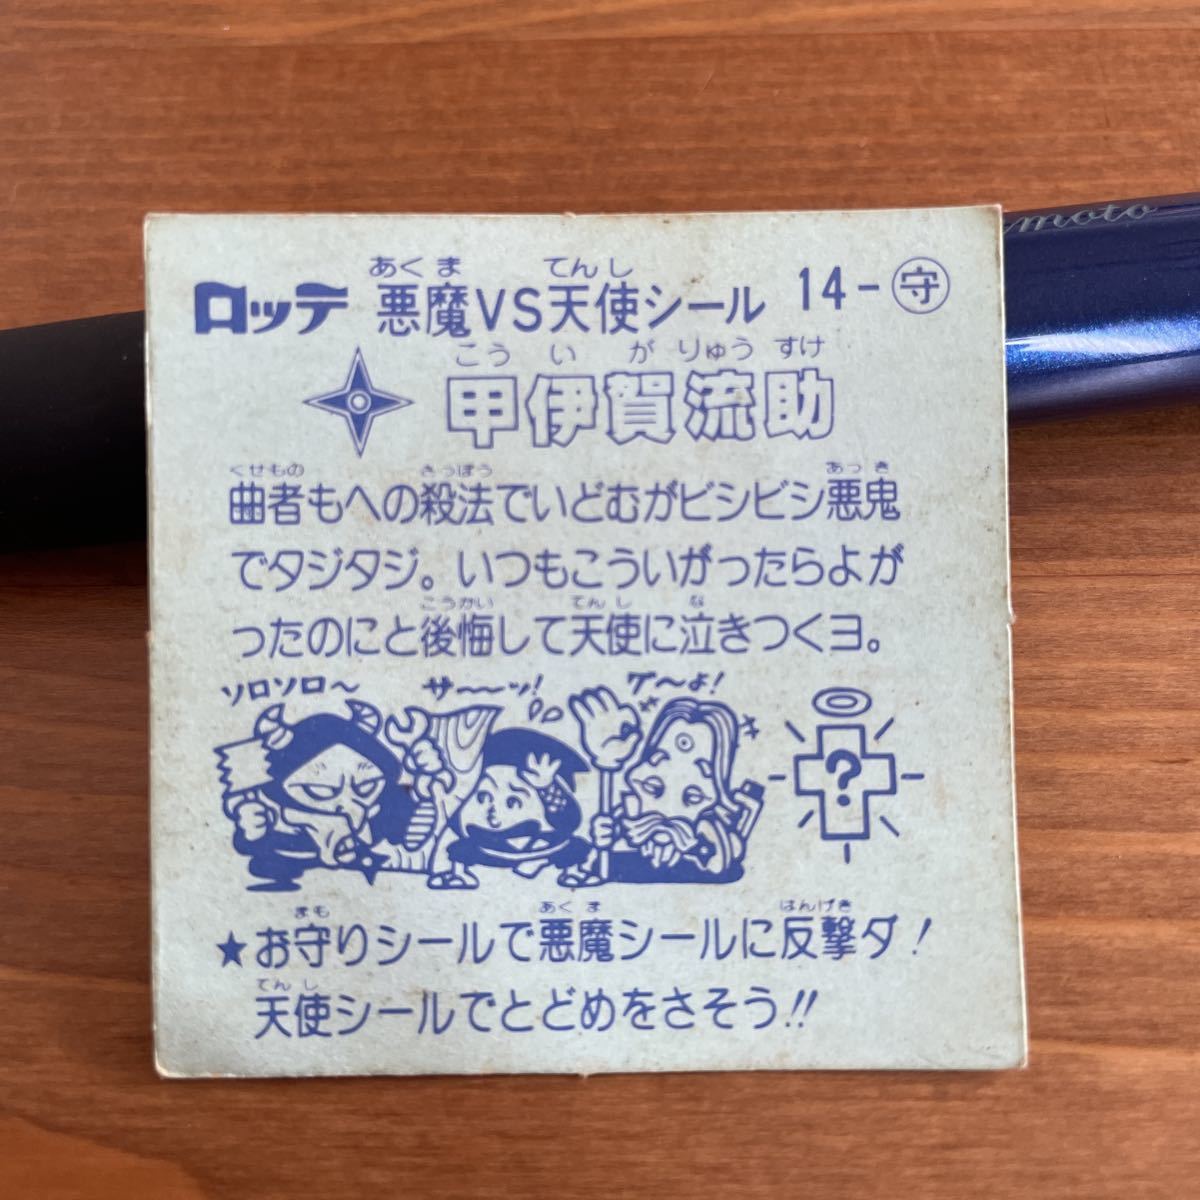 あくま てんし
ロッテ 悪魔VS天使シール 14-守
こういがりゅうすけ
甲伊賀流助
くせもの さっぽう あっき
曲者もへの殺法でいどむがビシビシ悪鬼
でタジタジ。いつもこういがったらよが
こうかい てんし な
ったのにと後悔して天使に泣きつくヨ。
ソロソロ〜 サ〜〜ッ! ゲ〜ょ!
?
まも あくま はんげき
★お守りシールで悪魔シールに反撃ダ!
てんし
天使シールでとどめをさそう!!